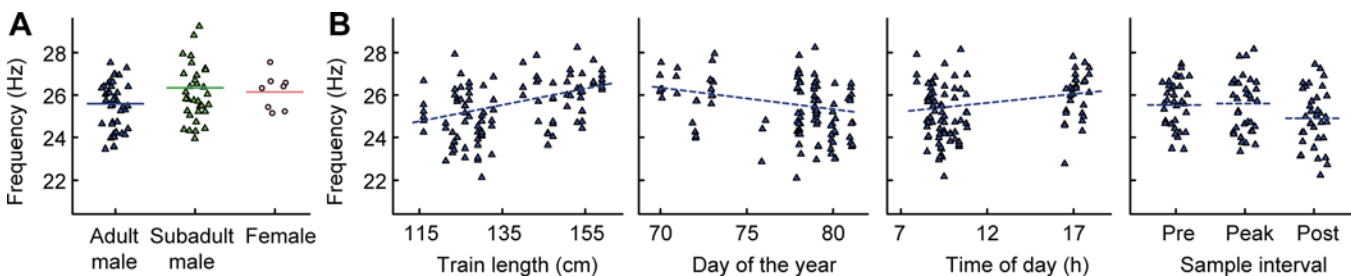 A
Frequency (Hz)
28
26
24
22
Adult male
Subadult male
Female
B
Frequency (Hz)
28
26
24
22
115 135 155
Train length (cm)
70 75 80
Day of the year
7 12 17
Time of day (h)
Pre Peak Post
Sample interval